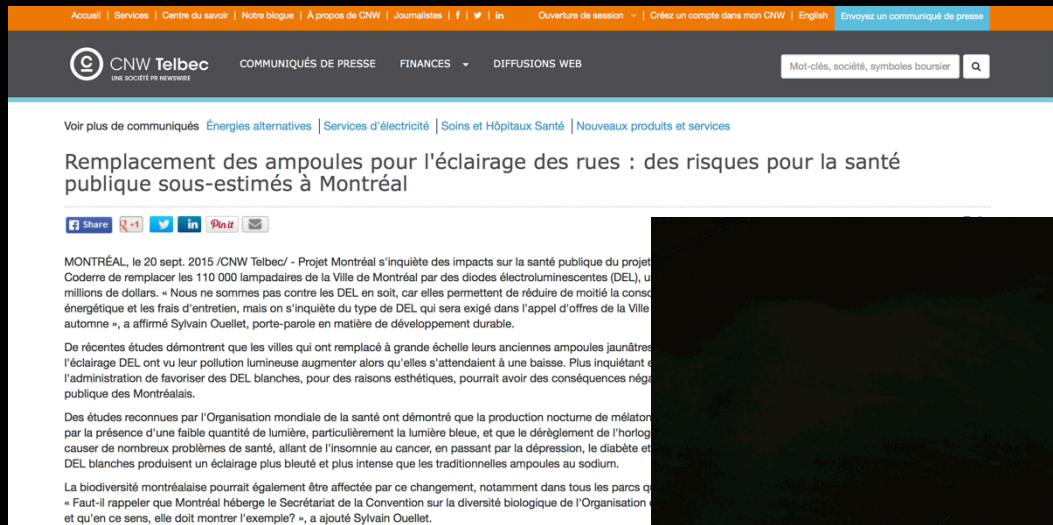 Accueil | Services | Centre du savoir | Notre blogue | À propos de CNW | Journalistes | f | | in Ouverture de session | Créez un compte dans mon CNW | English Envoyez un communiqué de presse
CNW Telbec
UNE SOCIÉTÉ PR NEWSWIRE
COMMUNIQUÉS DE PRESSE FINANCES DIFFUSIONS WEB
Mot-clés, société, symboles boursier
Voir plus de communiqués Énergies alternatives | Services d'électricité | Soins et Hôpitaux Santé | Nouveaux produits et services
Remplacement des ampoules pour l'éclairage des rues : des risques pour la santé
publique sous-estimés à Montréal
f Share g +1 in Pin it
MONTRÉAL, le 20 sept. 2015 /CNW Telbec/ - Projet Montréal s'inquiète des impacts sur la santé publique du projet
Coderre de remplacer les 110 000 lampadaires de la Ville de Montréal par des diodes électroluminescentes (DEL), u
millions de dollars. « Nous ne sommes pas contre les DEL en soit, car elles permettent de réduire de moitié la conso
énergétique et les frais d'entretien, mais on s'inquiète du type de DEL qui sera exigé dans l'appel d'offres de la Ville
automne », a affirmé Sylvain Ouellet, porte-parole en matière de développement durable.
De récentes études démontrent que les villes qui ont remplacé à grande échelle leurs anciennes ampoules jaunâtres
l'éclairage DEL ont vu leur pollution lumineuse augmenter alors qu'elles s'attendaient à une baisse. Plus inquiétant e
l'administration de favoriser des DEL blanches, pour des raisons esthétiques, pourrait avoir des conséquences néga
publique des Montréalais.
Des études reconnues par l'Organisation mondiale de la santé ont démontré que la production nocturne de mélaton
par la présence d'une faible quantité de lumière, particulièrement la lumière bleue, et que le dérèglement de l'horlog
causer de nombreux problèmes de santé, allant de l'insomnie au cancer, en passant par la dépression, le diabète et
DEL blanches produisent un éclairage plus bleuté et plus intense que les traditionnelles ampoules au sodium.
La biodiversité montréalaise pourrait également être affectée par ce changement, notamment dans tous les parcs qu
« Faut-il rappeler que Montréal héberge le Secrétariat de la Convention sur la diversité biologique de l'Organisation
et qu'en ce sens, elle doit montrer l'exemple? », a ajouté Sylvain Ouellet.